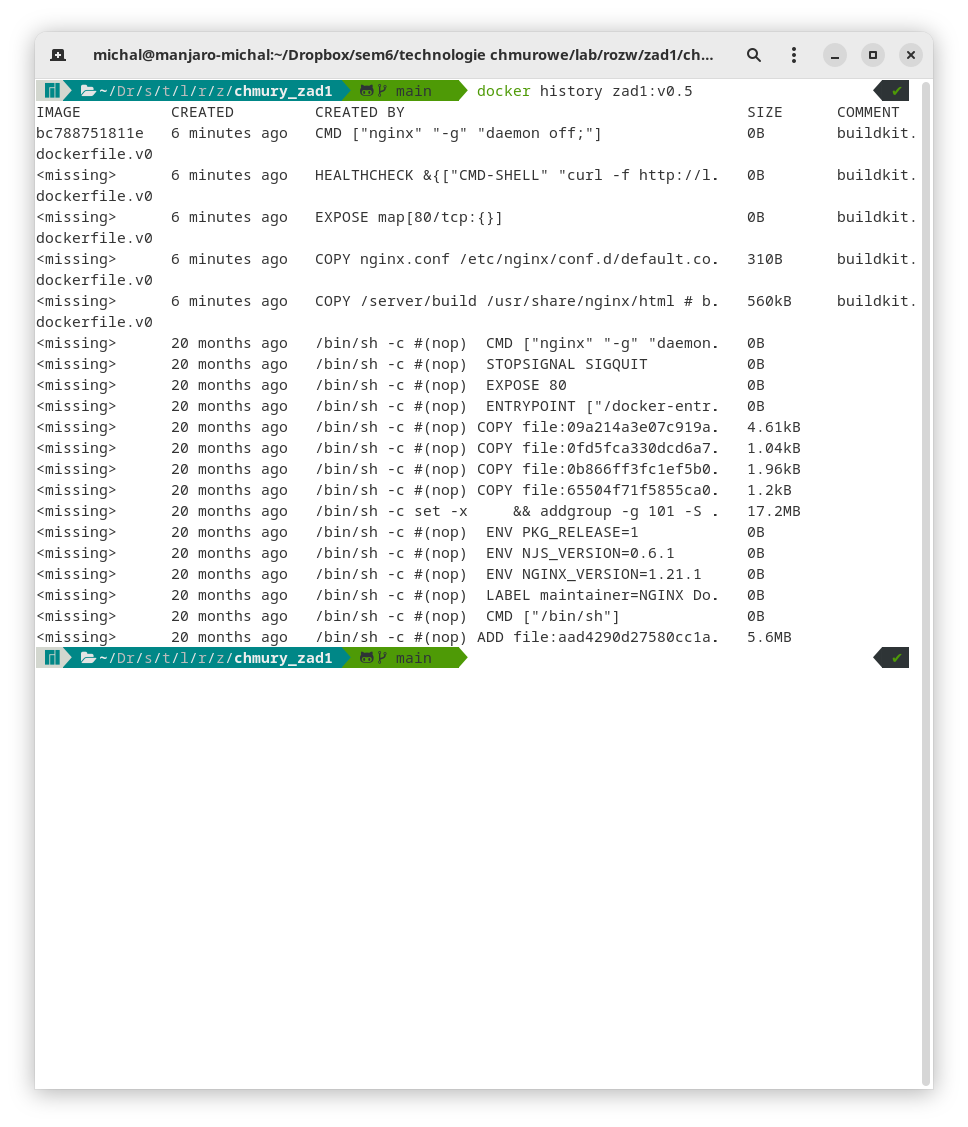 michal@manjaro-michal:~/Dropbox/sem6/technologie chmurowe/lab/rozw/zad1/ch...
~/Dr/s/t/l/r/z/chmury_zad1 main docker history zad1:v0.5 ✔
IMAGE CREATED CREATED BY SIZE COMMENT
bc788751811e 6 minutes ago CMD ["nginx" "-g" "daemon off;"] 0B buildkit.
dockerfile.v0
<missing> 6 minutes ago HEALTHCHECK &{["CMD-SHELL" "curl -f http://l. 0B buildkit.
dockerfile.v0
<missing> 6 minutes ago EXPOSE map[80/tcp:{}] 0B buildkit.
dockerfile.v0
<missing> 6 minutes ago COPY nginx.conf /etc/nginx/conf.d/default.co. 310B buildkit.
dockerfile.v0
<missing> 6 minutes ago COPY /server/build /usr/share/nginx/html # b. 560kB buildkit.
dockerfile.v0
<missing> 20 months ago /bin/sh -c #(nop)  CMD ["nginx" "-g" "daemon. 0B
<missing> 20 months ago /bin/sh -c #(nop)  STOPSIGNAL SIGQUIT 0B
<missing> 20 months ago /bin/sh -c #(nop)  EXPOSE 80 0B
<missing> 20 months ago /bin/sh -c #(nop)  ENTRYPOINT ["/docker-entr. 0B
<missing> 20 months ago /bin/sh -c #(nop) COPY file:09a214a3e07c919a. 4.61kB
<missing> 20 months ago /bin/sh -c #(nop) COPY file:0fd5fca330dcd6a7. 1.04kB
<missing> 20 months ago /bin/sh -c #(nop) COPY file:0b866ff3fc1ef5b0. 1.96kB
<missing> 20 months ago /bin/sh -c #(nop) COPY file:65504f71f5855ca0. 1.2kB
<missing> 20 months ago /bin/sh -c set -x     && addgroup -g 101 -S . 17.2MB
<missing> 20 months ago /bin/sh -c #(nop)  ENV PKG_RELEASE=1 0B
<missing> 20 months ago /bin/sh -c #(nop)  ENV NJS_VERSION=0.6.1 0B
<missing> 20 months ago /bin/sh -c #(nop)  ENV NGINX_VERSION=1.21.1 0B
<missing> 20 months ago /bin/sh -c #(nop)  LABEL maintainer=NGINX Do. 0B
<missing> 20 months ago /bin/sh -c #(nop)  CMD ["/bin/sh"] 0B
<missing> 20 months ago /bin/sh -c #(nop) ADD file:aad4290d27580cc1a. 5.6MB
~/Dr/s/t/l/r/z/chmury_zad1 main ✔